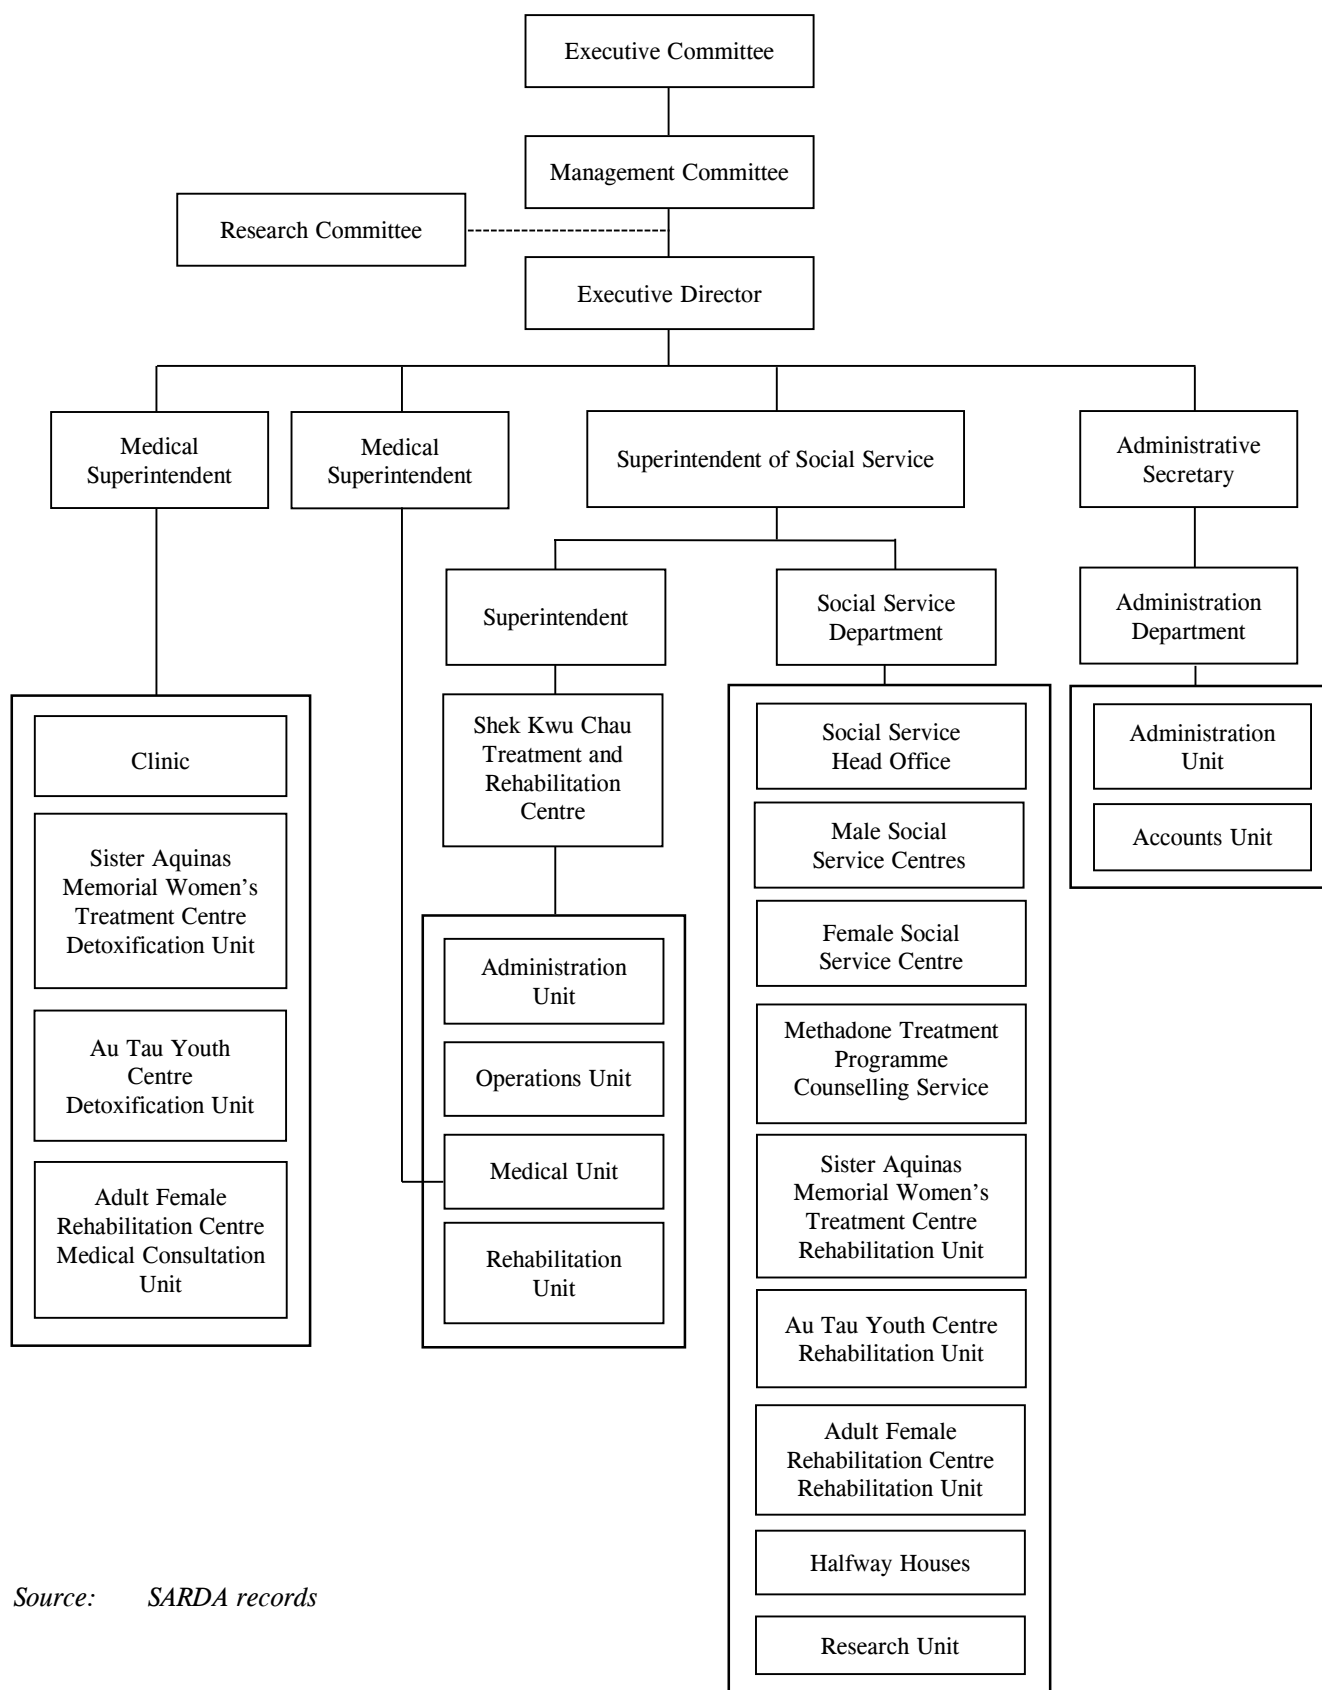 Executive Committee
Management Committee
Research Committee
Executive Director
Medical
Superintendent
Medical
Superintendent
Superintendent of Social Service
Administrative
Secretary
Superintendent
Social Service
Department
Administration
Department
Clinic
Sister Aquinas
Memorial Women’s
Treatment Centre
Detoxification Unit
Au Tau Youth
Centre
Detoxification Unit
Adult Female
Rehabilitation Centre
Medical Consultation
Unit
Shek Kwu Chau
Treatment and
Rehabilitation
Centre
Administration
Unit
Operations Unit
Medical Unit
Rehabilitation
Unit
Social Service
Head Office
Male Social
Service Centres
Female Social
Service Centre
Methadone Treatment
Programme
Counselling Service
Sister Aquinas
Memorial Women’s
Treatment Centre
Rehabilitation Unit
Au Tau Youth Centre
Rehabilitation Unit
Adult Female
Rehabilitation Centre
Rehabilitation Unit
Halfway Houses
Research Unit
Administration
Unit
Accounts Unit
Source: SARDA records